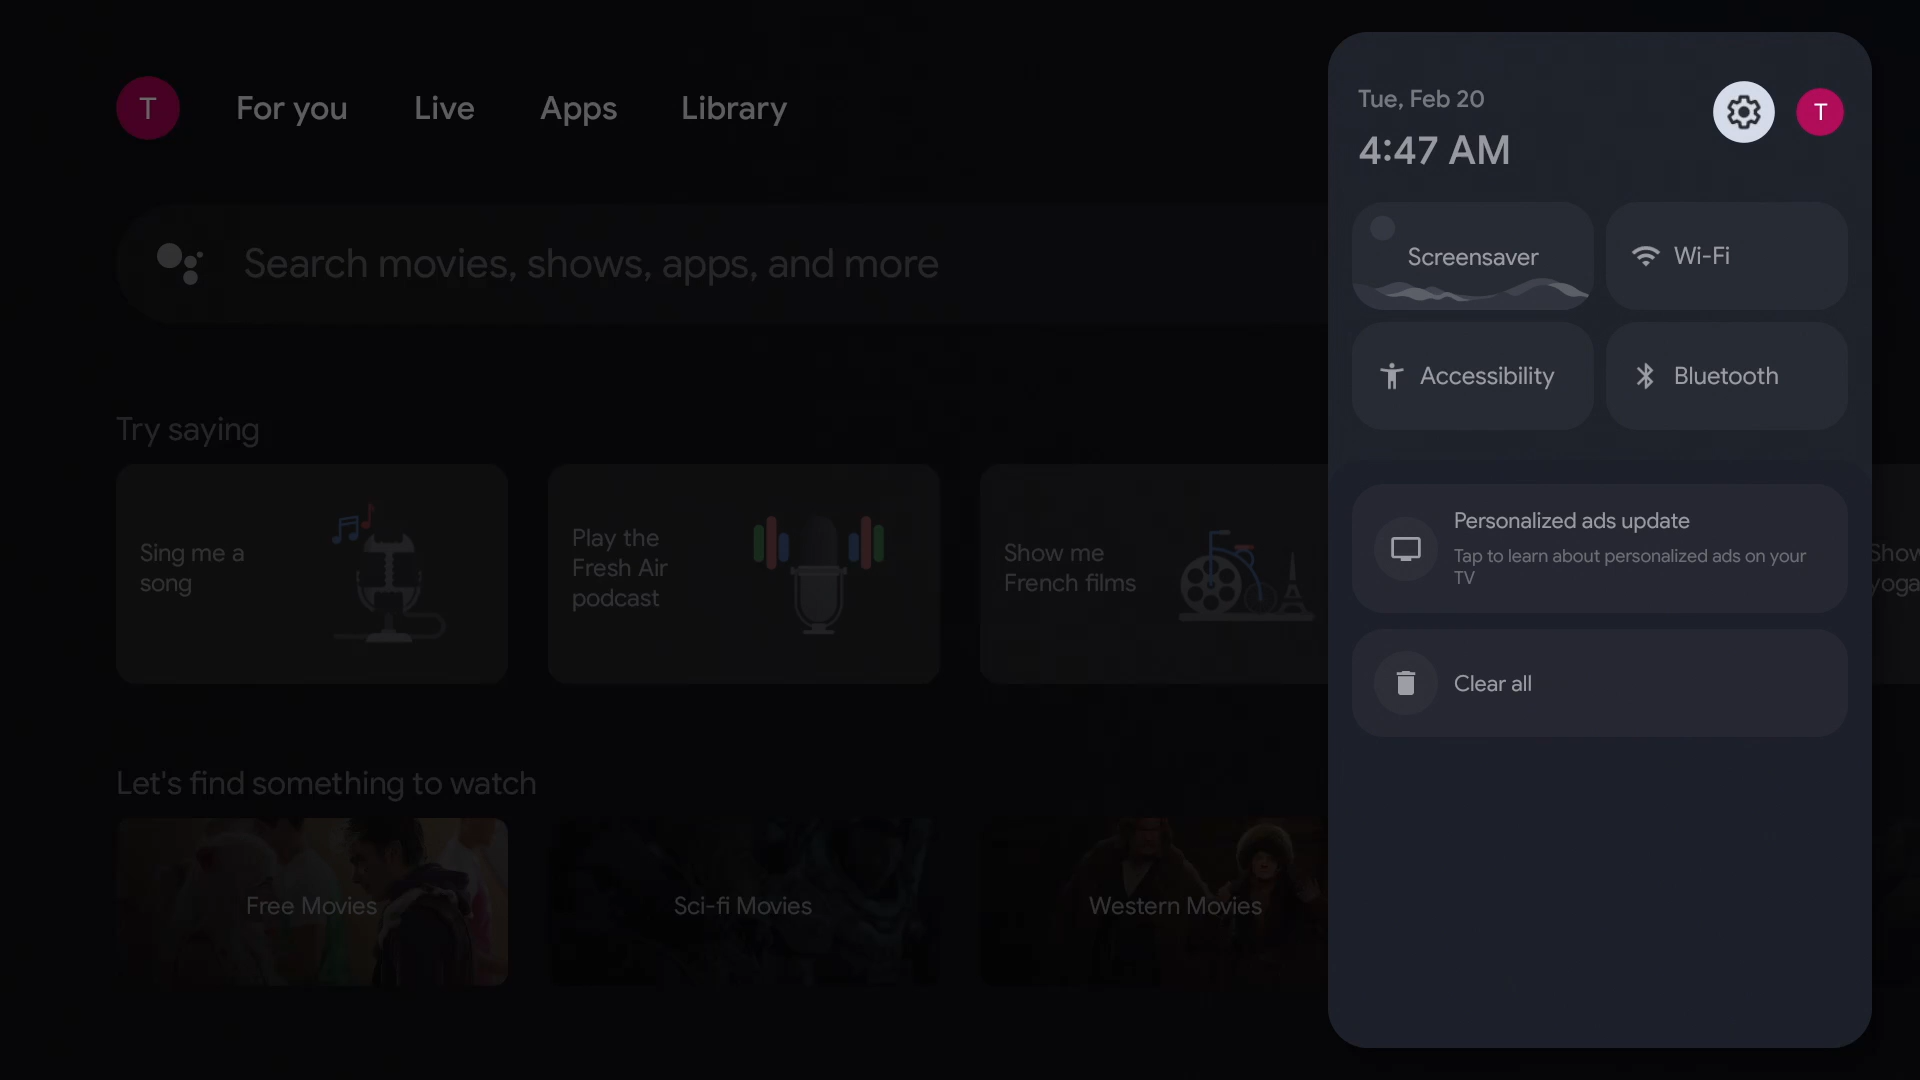 T
For you
Live
Apps
Library
Search movies, shows, apps, and more
Try saying
Sing me a
song
Play the
Fresh Air
podcast
Show me
French films
Show
yoga
Let's find something to watch
Free Movies
Sci-fi Movies
Western Movies
Tue, Feb 20
4:47 AM
T
Screensaver
Wi-Fi
Accessibility
Bluetooth
Personalized ads update
Tap to learn about personalized ads on your
TV
Clear all